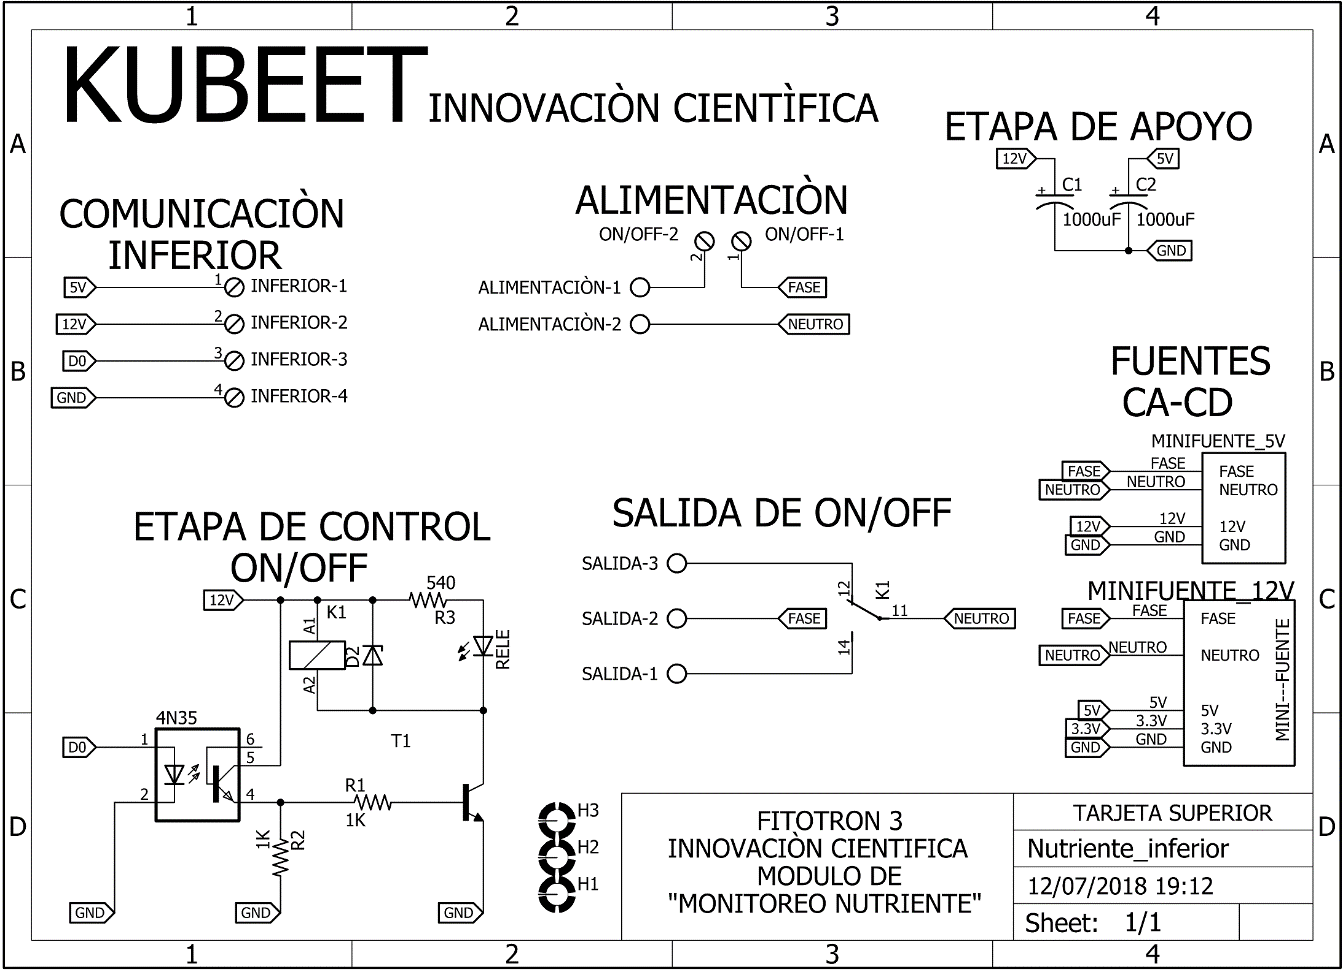 1 2 3 4
A
B
C
D
A
B
C
D
KUBEET INNOVACIÒN CIENTÌFICA
ETAPA DE APOYO
12V 5V
+ C1
1000uF
+ C2
1000uF
GND
COMUNICACIÒN
INFERIOR
5V 1 INFERIOR-1
12V 2 INFERIOR-2
D0 3 INFERIOR-3
GND 4 INFERIOR-4
ALIMENTACIÒN
ON/OFF-2 ON/OFF-1
2 1
ALIMENTACIÒN-1 FASE
ALIMENTACIÒN-2 NEUTRO
FUENTES
CA-CD
MINIFUENTE_5V
FASE FASE FASE
NEUTRO NEUTRO NEUTRO
12V 12V 12V
GND GND GND
MINIFUENTE_12V
FASE FASE FASE
NEUTRO NEUTRO NEUTRO
5V 5V 5V
3.3V 3.3V 3.3V
GND GND GND
MINI---FUENTE
ETAPA DE CONTROL
ON/OFF
12V
A1
K1
A2
D2
540
R3
RELE
4N35
D0 1
2
6
5
4
T1
R1
1K
1K
R2
GND
GND
GND
SALIDA DE ON/OFF
SALIDA-3
SALIDA-2 FASE
SALIDA-1
12
K1
11
14
NEUTRO
H3
H2
H1
FITOTRON 3
INNOVACIÒN CIENTIFICA
MODULO DE
"MONITOREO NUTRIENTE"
TARJETA SUPERIOR
Nutriente_inferior
12/07/2018 19:12
Sheet: 1/1
1 2 3 4